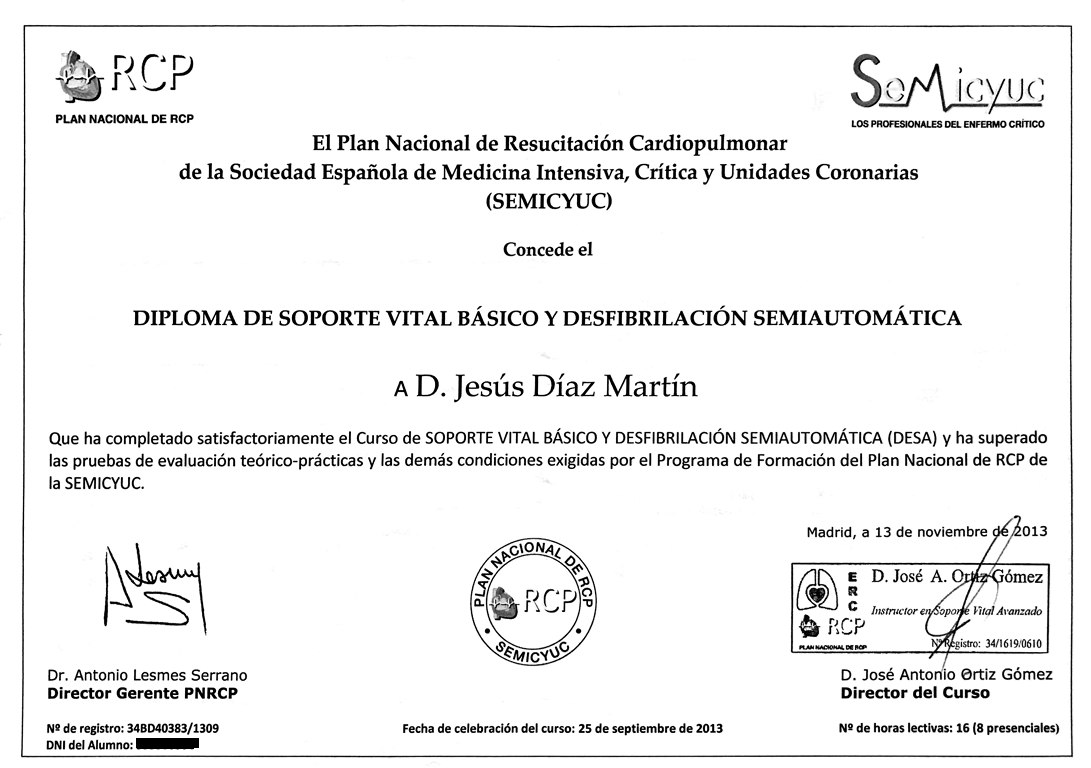 RCP
PLAN NACIONAL DE RCP
SeMicyuc
LOS PROFESIONALES DEL ENFERMO CRÍTICO
El Plan Nacional de Resucitación Cardiopulmonar
de la Sociedad Española de Medicina Intensiva, Crítica y Unidades Coronarias
(SEMICYUC)
Concede el
DIPLOMA DE SOPORTE VITAL BÁSICO Y DESFIBRILACIÓN SEMIAUTOMÁTICA
A D. Jesús Díaz Martín
Que ha completado satisfactoriamente el Curso de SOPORTE VITAL BÁSICO Y DESFIBRILACIÓN SEMIAUTOMÁTICA (DESA) y ha superado
las pruebas de evaluación teórico-prácticas y las demás condiciones exigidas por el Programa de Formación del Plan Nacional de RCP de
la SEMICYUC.
Madrid, a 13 de noviembre de 2013
Lesmes
PLAN NACIONAL DE RCP
RCP
SEMICYUC
ERC
D. José A. Ortiz Gómez
Instructor en Soporte Vital Avanzado
RCP
PLAN NACIONAL DE RCP
Nº Registro: 34/1619/0610
Dr. Antonio Lesmes Serrano
Director Gerente PNRCP
D. José Antonio Ortiz Gómez
Director del Curso
Nº de registro: 34BD40383/1309
DNI del Alumno:
Fecha de celebración del curso: 25 de septiembre de 2013
Nº de horas lectivas: 16 (8 presenciales)